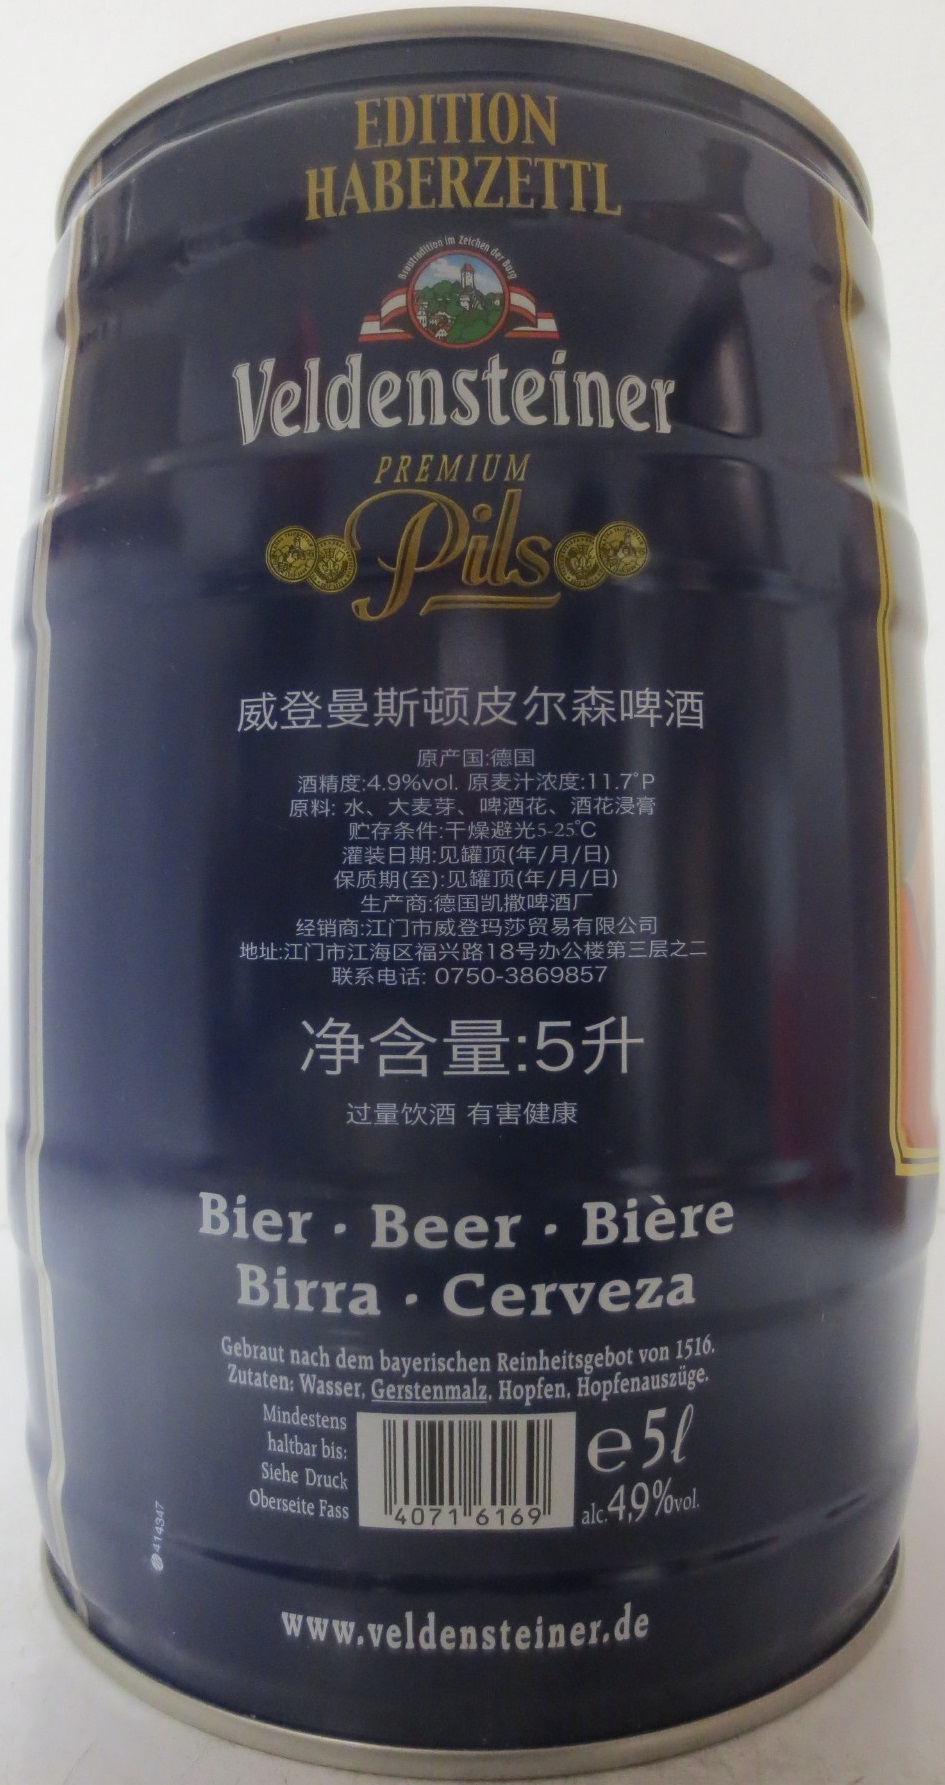 EDITION
HABERZETTL
Brautradition im Zeichen der Burg
Veldensteiner
PREMIUM
Pils
威登曼斯顿皮尔森啤酒
原产国:德国
酒精度:4.9%vol. 原麦汁浓度:11.7°P
原料: 水、大麦芽、啤酒花、酒花浸膏
贮存条件:干燥避光5-25℃
灌装日期:见罐顶(年/月/日)
保质期(至):见罐顶(年/月/日)
生产商:德国凯撒啤酒厂
经销商:江门市威登玛莎贸易有限公司
地址:江门市江海区福兴路18号办公楼第三层之二
联系电话: 0750-3869857
净含量:5升
过量饮酒 有害健康
Bier · Beer · Bière
Birra · Cerveza
Gebraut nach dem bayerischen Reinheitsgebot von 1516.
Zutaten: Wasser, Gerstenmalz, Hopfen, Hopfenauszüge.
Mindestens
haltbar bis:
Siehe Druck
Oberseite Fass
4071 6169
e 5l
alc. 4,9% vol.
414347
www.veldensteiner.de